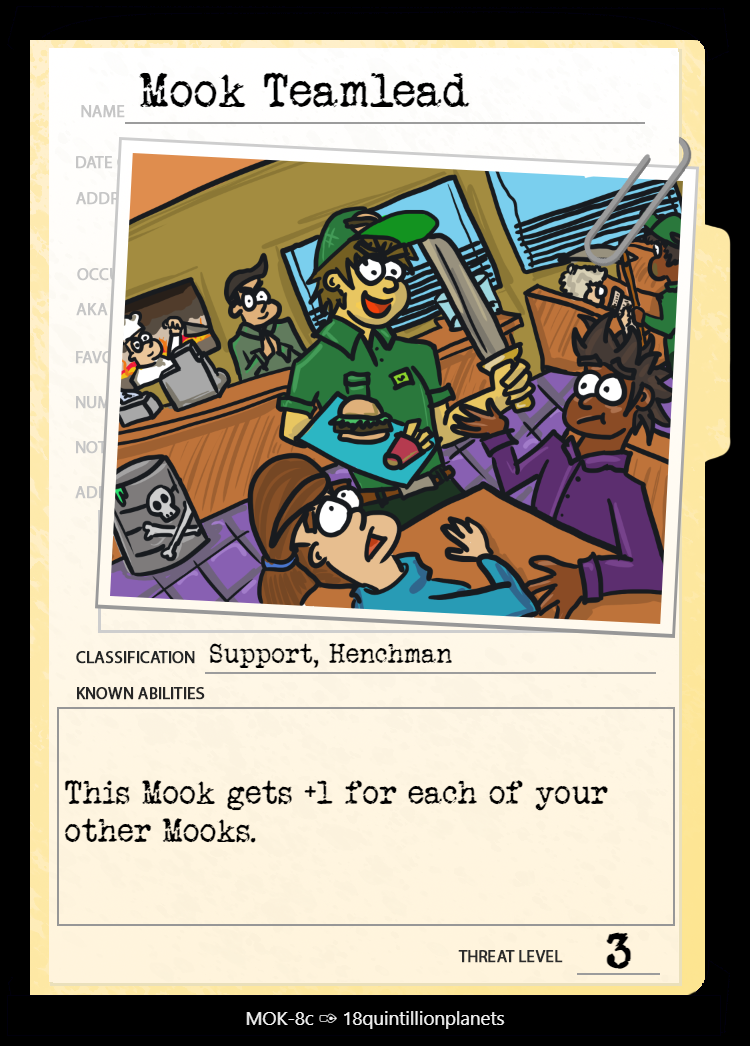 NAME Mook Teamlead
DATE
ADDR
OCCU
AKA
FAVO
NUM
NOT
CLASSIFICATION Support, Henchman
KNOWN ABILITIES
This Mook gets +1 for each of your
other Mooks.
THREAT LEVEL 3
MOK-8c ✑ 18quintillionplanets